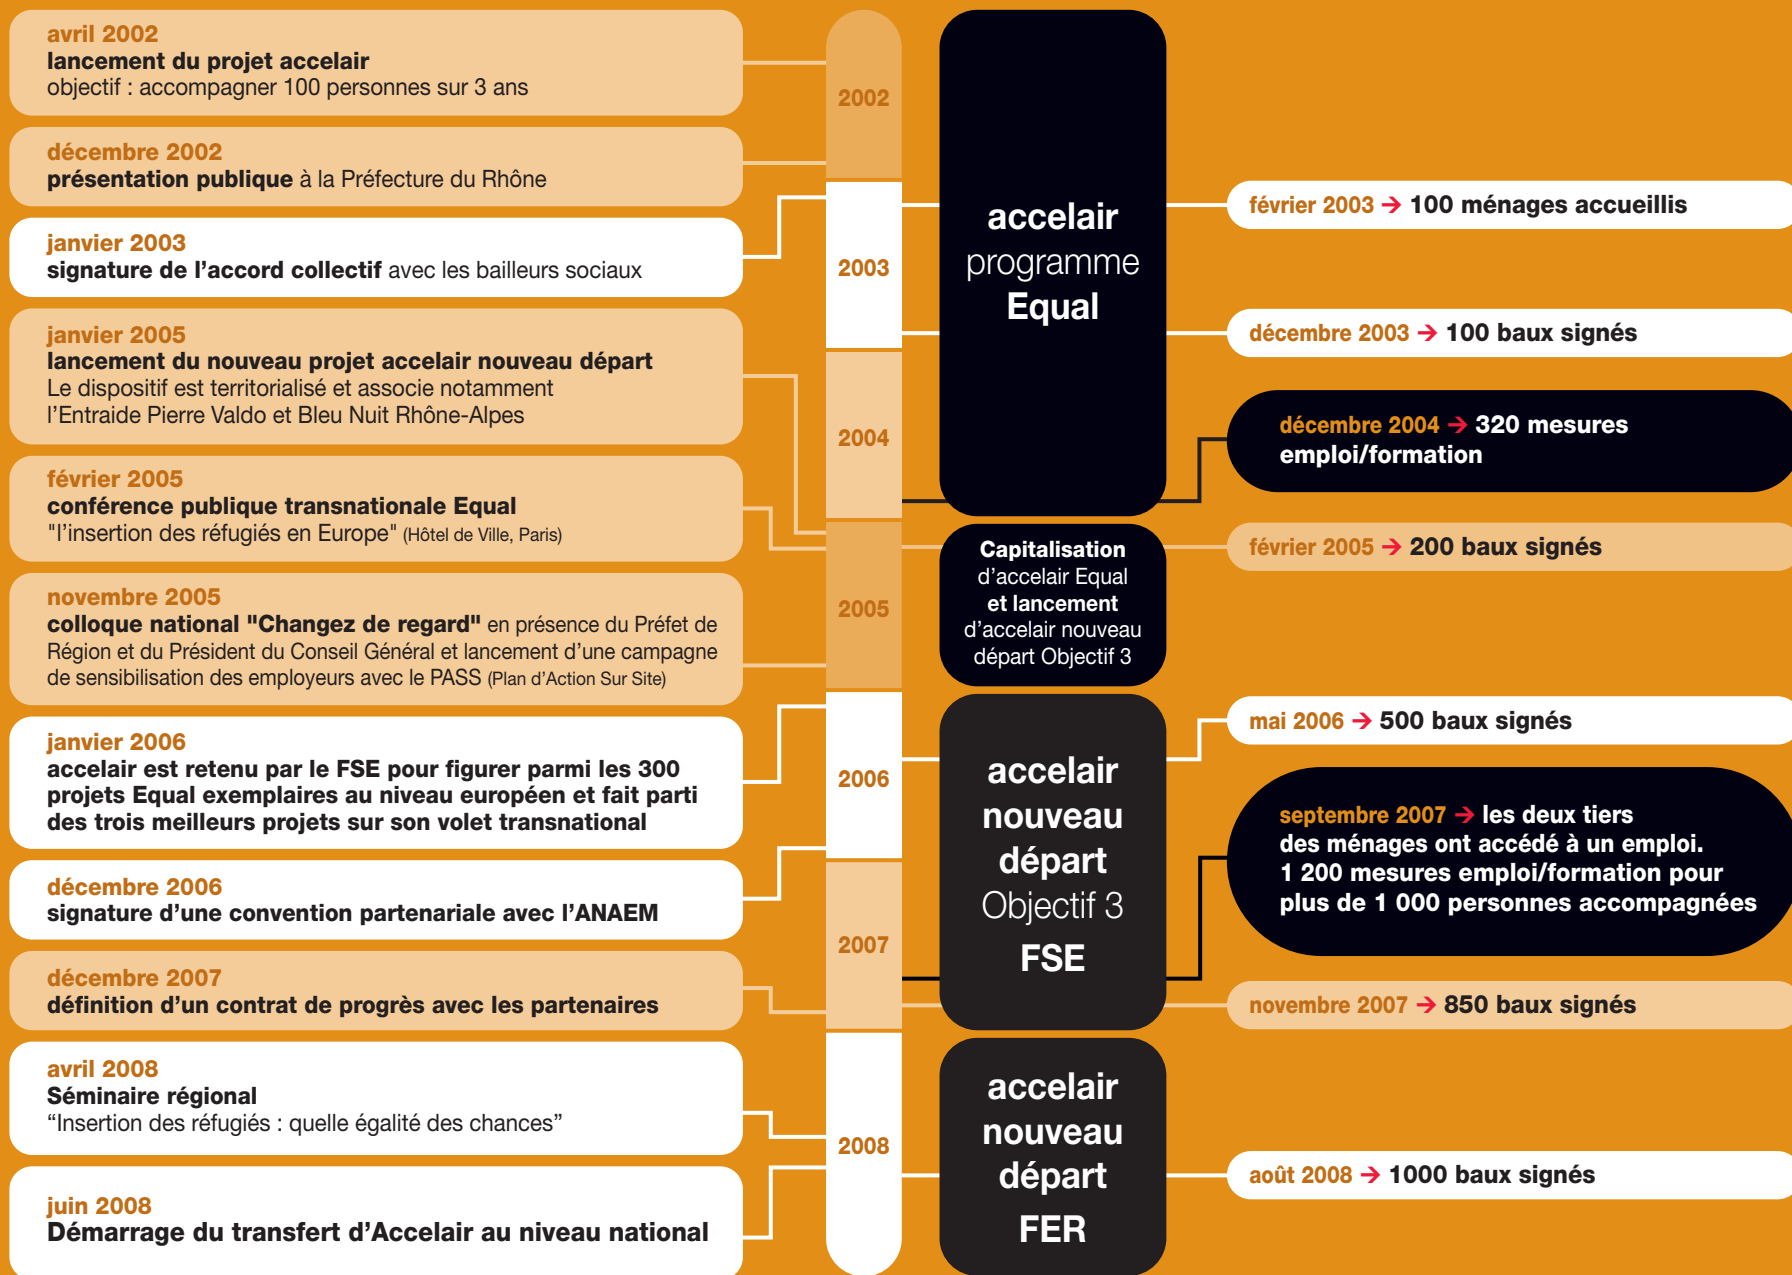 avril 2002
lancement du projet accelair
objectif : accompagner 100 personnes sur 3 ans
décembre 2002
présentation publique à la Préfecture du Rhône
janvier 2003
signature de l’accord collectif avec les bailleurs sociaux
janvier 2005
lancement du nouveau projet accelair nouveau départ
Le dispositif est territorialisé et associe notamment
l’Entraide Pierre Valdo et Bleu Nuit Rhône-Alpes
février 2005
conférence publique transnationale Equal
"l’insertion des réfugiés en Europe" (Hôtel de Ville, Paris)
novembre 2005
colloque national "Changez de regard" en présence du Préfet de
Région et du Président du Conseil Général et lancement d’une campagne
de sensibilisation des employeurs avec le PASS (Plan d’Action Sur Site)
janvier 2006
accelair est retenu par le FSE pour figurer parmi les 300
projets Equal exemplaires au niveau européen et fait parti
des trois meilleurs projets sur son volet transnational
décembre 2006
signature d’une convention partenariale avec l’ANAEM
décembre 2007
définition d’un contrat de progrès avec les partenaires
avril 2008
Séminaire régional
“Insertion des réfugiés : quelle égalité des chances”
juin 2008
Démarrage du transfert d’Accelair au niveau national
2002
2003
2004
2005
2006
2007
2008
accelair
programme
Equal
Capitalisation
d’accelair Equal
et lancement
d’accelair nouveau
départ Objectif 3
accelair
nouveau
départ
Objectif 3
FSE
accelair
nouveau
départ
FER
février 2003 → 100 ménages accueillis
décembre 2003 → 100 baux signés
décembre 2004 → 320 mesures
emploi/formation
février 2005 → 200 baux signés
mai 2006 → 500 baux signés
septembre 2007 → les deux tiers
des ménages ont accédé à un emploi.
1 200 mesures emploi/formation pour
plus de 1 000 personnes accompagnées
novembre 2007 → 850 baux signés
août 2008 → 1000 baux signés